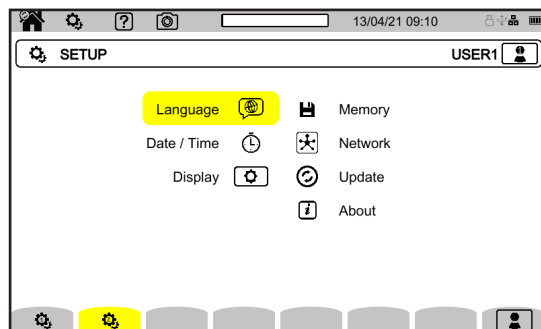 13/04/21 09:10
SETUP
USER1
Language
Memory
Date / Time
Network
Display
Update
About